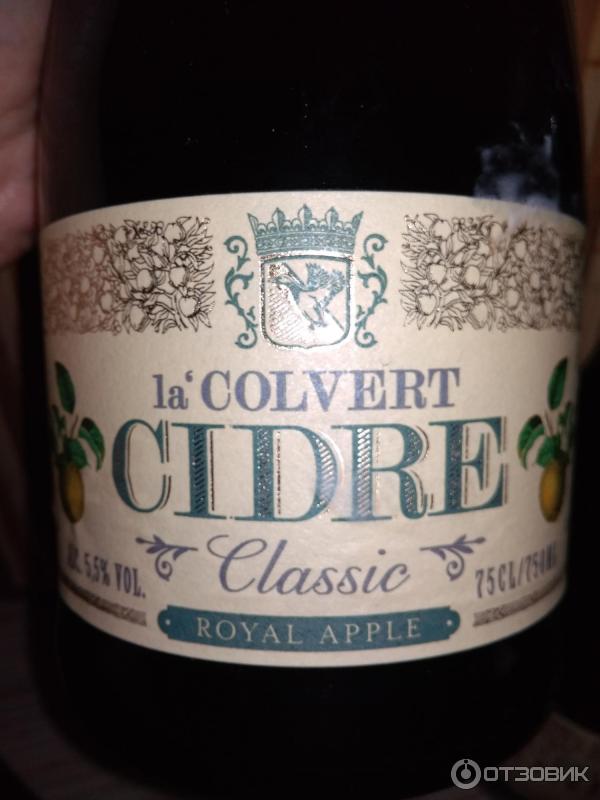 la'COLVERT
CIDRE
Classic
ALC. 5,5% VOL.
75CL/750ML
ROYAL APPLE
ОТЗОВИК